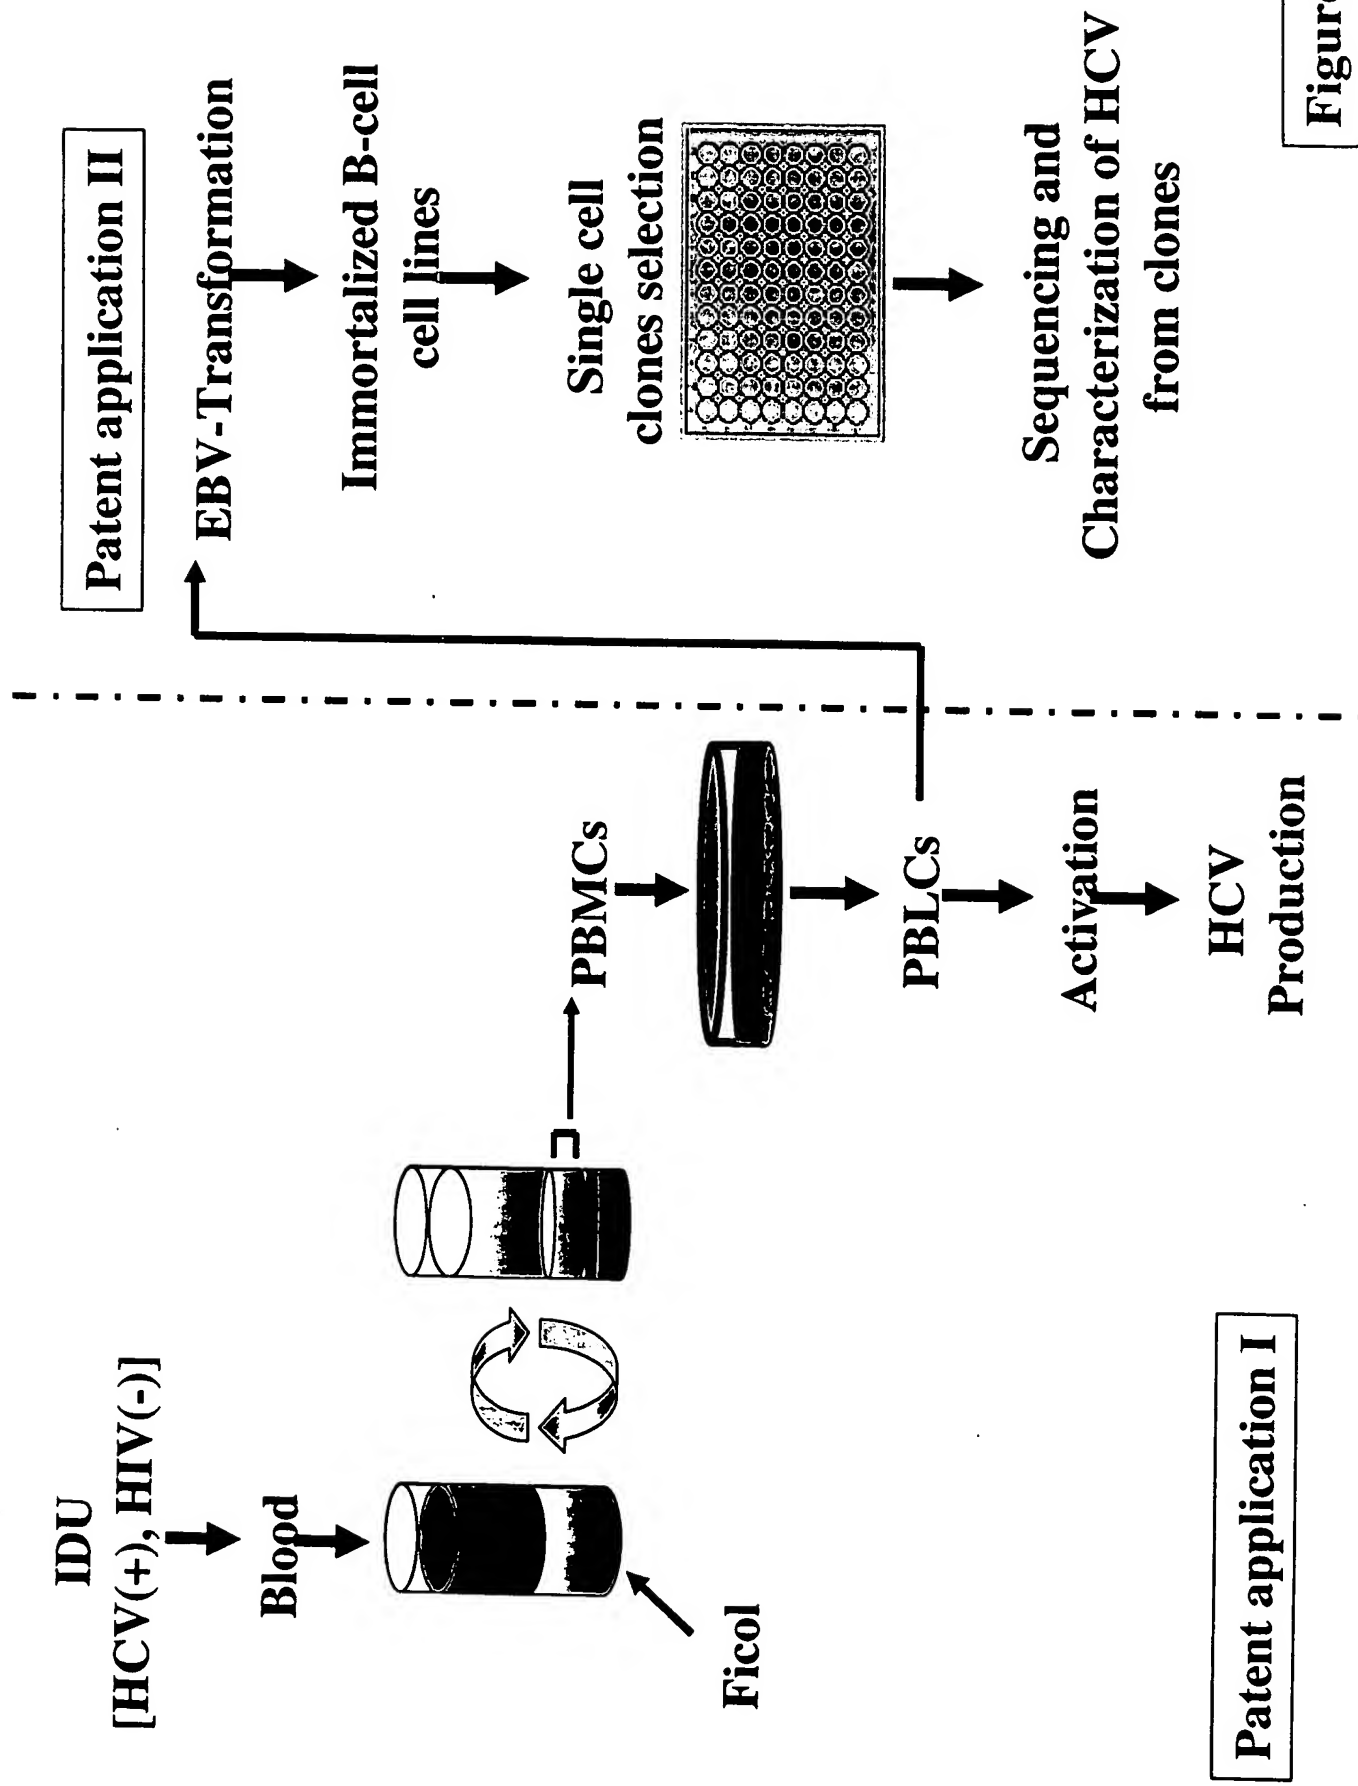 IDU
[HCV(+), HIV(-)]
Blood
Ficol
PBMCs
PBLCs
Activation
HCV
Production
Patent application I
Patent application II
EBV-Transformation
Immortalized B-cell
cell lines
Single cell
clones selection
Sequencing and
Characterization of HCV
from clones
Figure